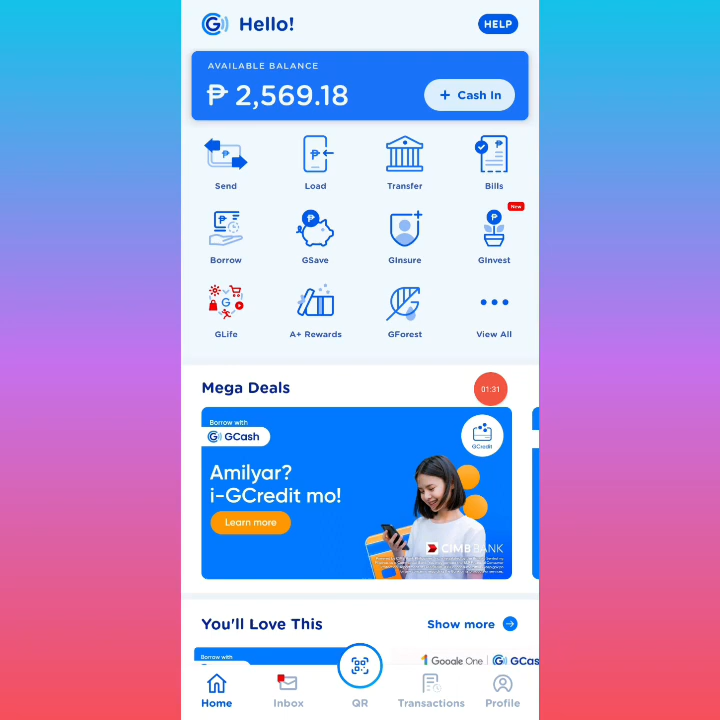 Hello!
HELP
AVAILABLE BALANCE
₱ 2,569.18
+ Cash In
Send
Load
Transfer
Bills
New
Borrow
GSave
GInsure
GInvest
GLife
A+ Rewards
GForest
View All
Mega Deals
01:31
Borrow with
GCash
GCredit
Amilyar?
i-GCredit mo!
Learn more
CIMB BANK
You'll Love This
Show more
Borrow with
Google One
GCas
Home
Inbox
QR
Transactions
Profile